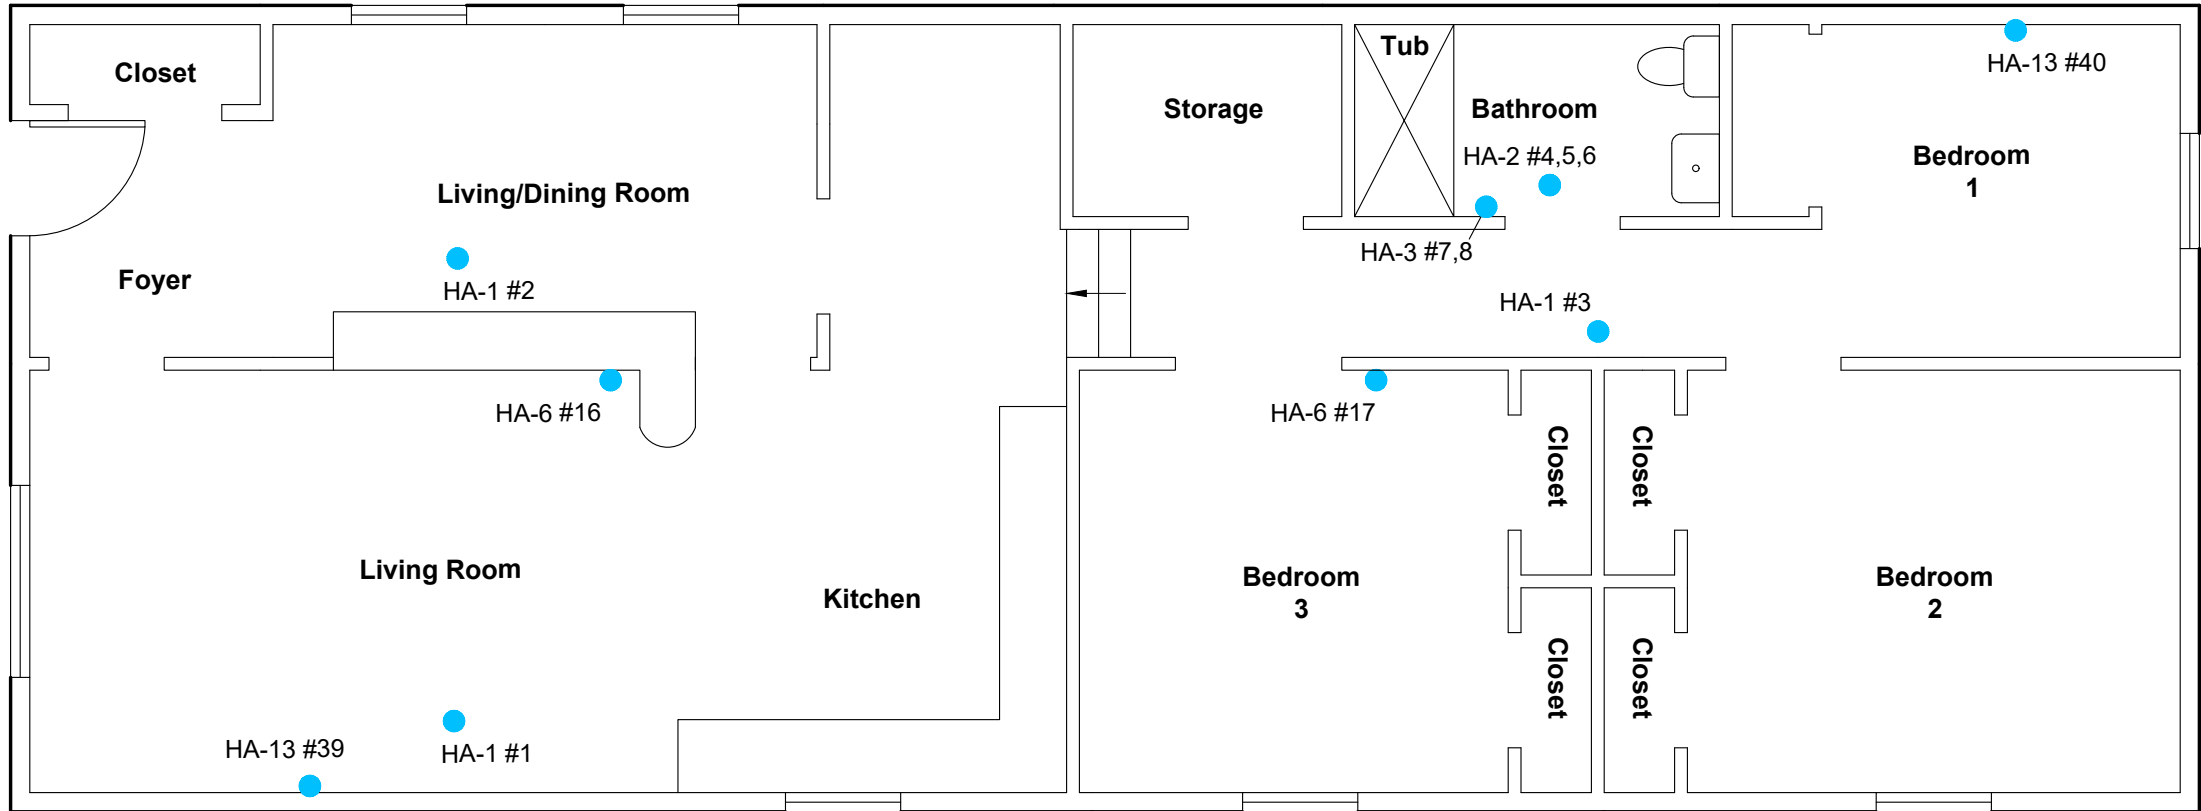 Tub
HA-13 #40
Closet
Storage
Bathroom
HA-2 #4,5,6
Bedroom
1
Living/Dining Room
HA-3 #7,8
Foyer
HA-1 #2
HA-1 #3
HA-6 #16
HA-6 #17
Closet
Closet
Living Room
Kitchen
Bedroom
3
Bedroom
2
Closet
Closet
HA-13 #39
HA-1 #1